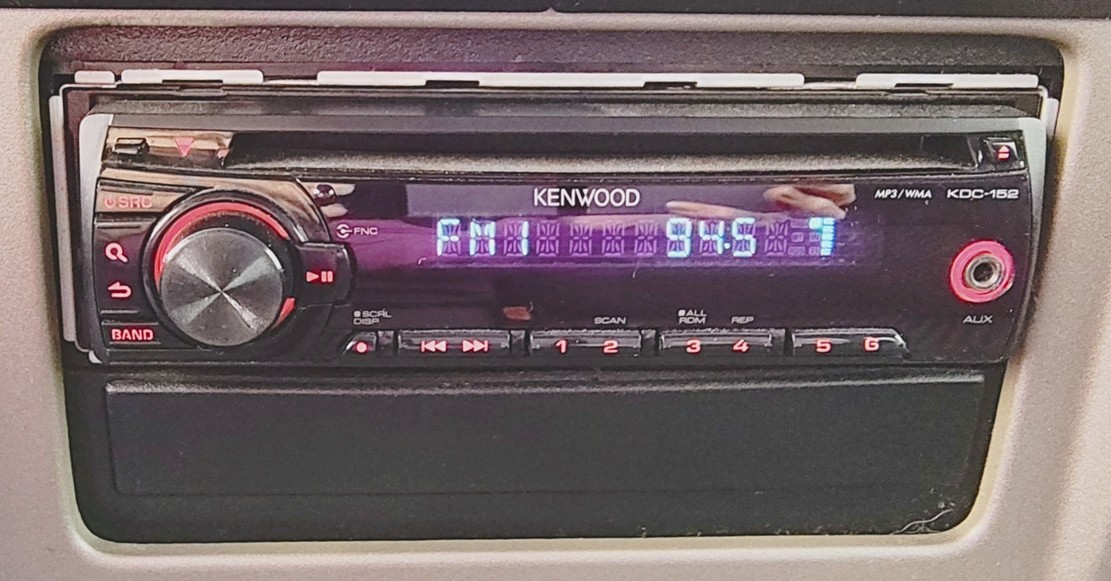 KENWOOD
MP3/WMA KDC-152
SRC
FNC
FM1 94.5 7
SCRL
DISP
BAND
SCAN
ALL
RDM REP
AUX
1 2 3 4 5 6